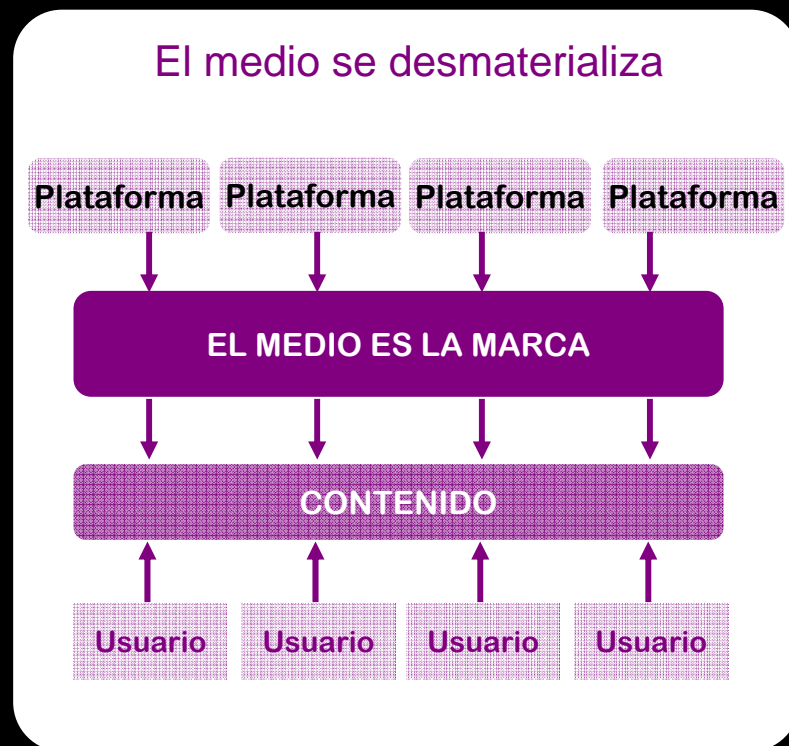 El medio se desmaterializa
Plataforma Plataforma Plataforma Plataforma
EL MEDIO ES LA MARCA
CONTENIDO
Usuario Usuario Usuario Usuario